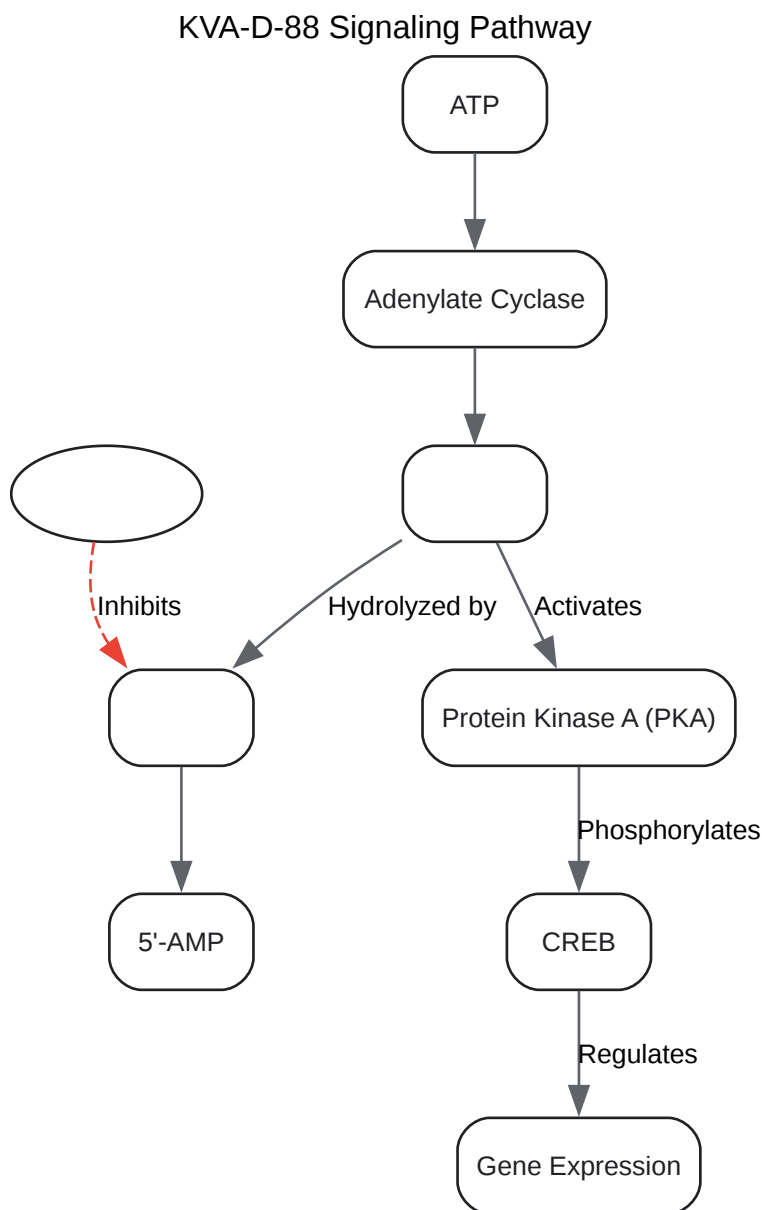 KVA-D-88 Signaling Pathway
ATP
Adenylate Cyclase
Inhibits
Hydrolyzed by
Activates
Protein Kinase A (PKA)
Phosphorylates
5'-AMP
CREB
Regulates
Gene Expression